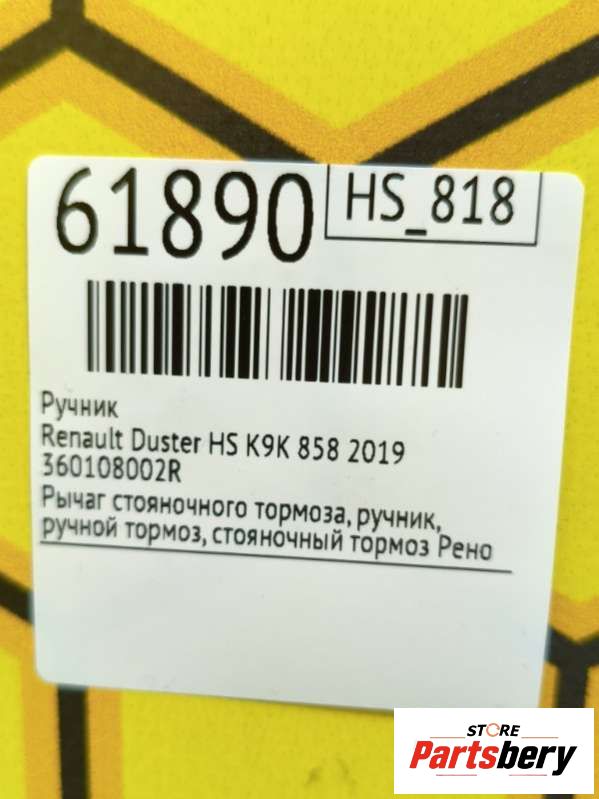 61890
HS_818
Ручник
Renault Duster HS K9K 858 2019
360108002R
Рычаг стояночного тормоза, ручник,
ручной тормоз, стояночный тормоз Рено
STORE
Partsbery